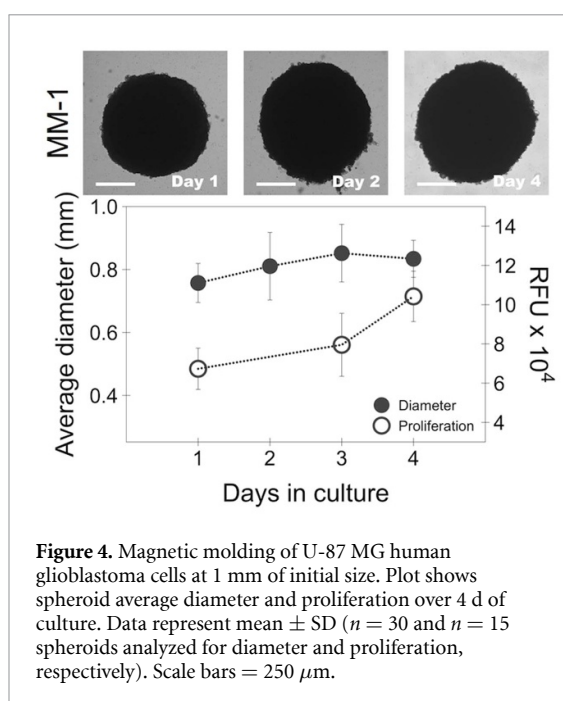 MM-1
Day 1
Day 2
Day 4
Average diameter (mm)
1.0
0.8
0.6
0.4
14
12
10
8
6
4
RFU x 10⁴
Diameter
Proliferation
1 2 3 4
Days in culture
Figure 4. Magnetic molding of U-87 MG human
glioblastoma cells at 1 mm of initial size. Plot shows
spheroid average diameter and proliferation over 4 d of
culture. Data represent mean ± SD (n = 30 and n = 15
spheroids analyzed for diameter and proliferation,
respectively). Scale bars = 250 μm.